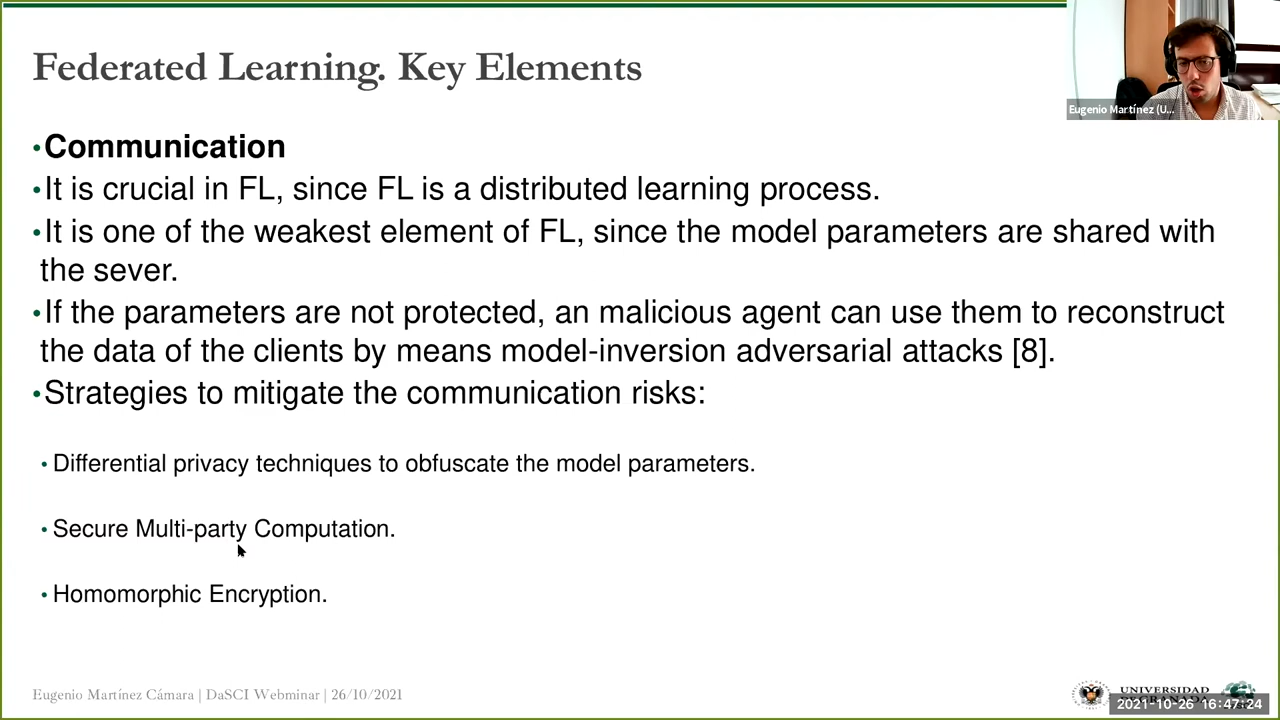 Federated Learning. Key Elements
Eugenio Martínez (U...
•Communication
•It is crucial in FL, since FL is a distributed learning process.
•It is one of the weakest element of FL, since the model parameters are shared with
the sever.
•If the parameters are not protected, an malicious agent can use them to reconstruct
the data of the clients by means model-inversion adversarial attacks [8].
•Strategies to mitigate the communication risks:
• Differential privacy techniques to obfuscate the model parameters.
• Secure Multi-party Computation.
• Homomorphic Encryption.
Eugenio Martínez Cámara | DaSCI Webminar | 26/10/2021
UNIVERSIDAD
2021-10-26 16:47:24